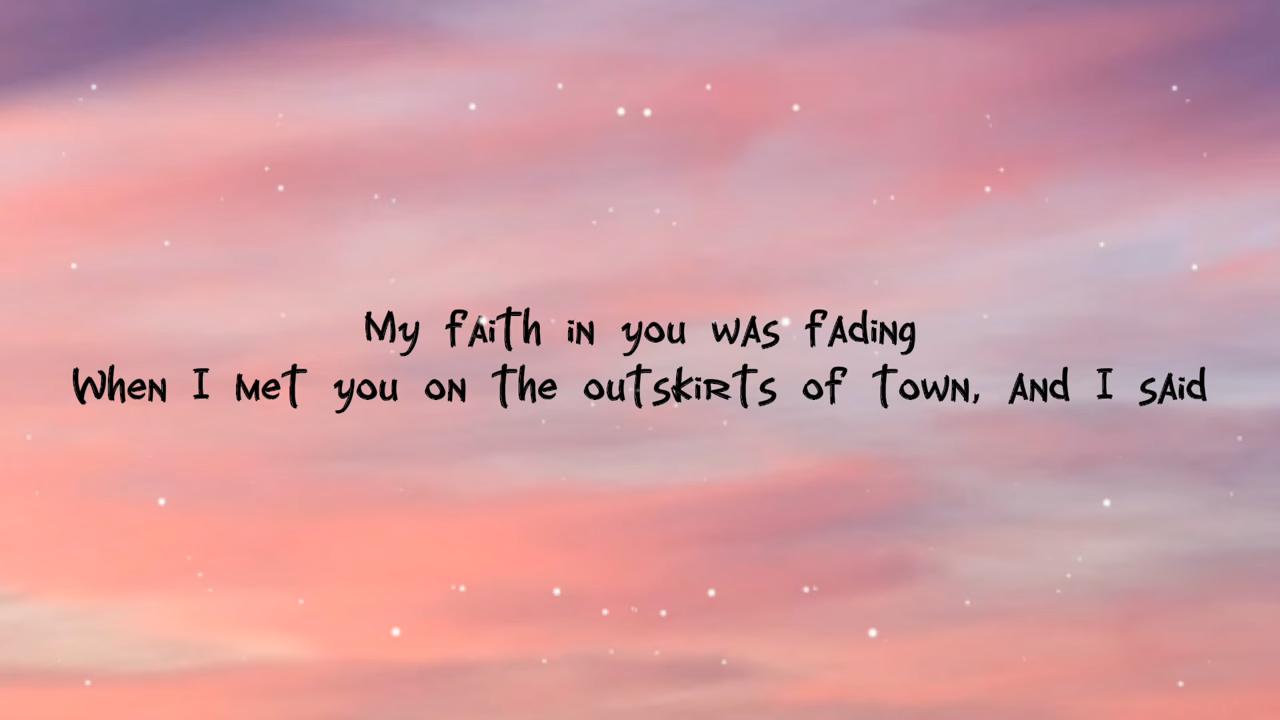 My faith in you was fading
When I met you on the outskirts of town, and I said